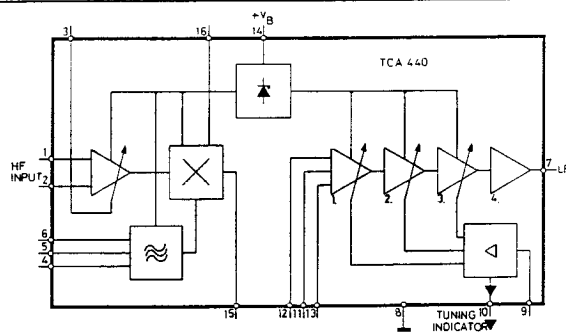 +VB
3 16 14
TCA 440
1
HF
INPUT
2
7 LF
1. 2. 3. 4.
6
5
4
15 12 11 13 8 10 9
TUNING
INDICATOR